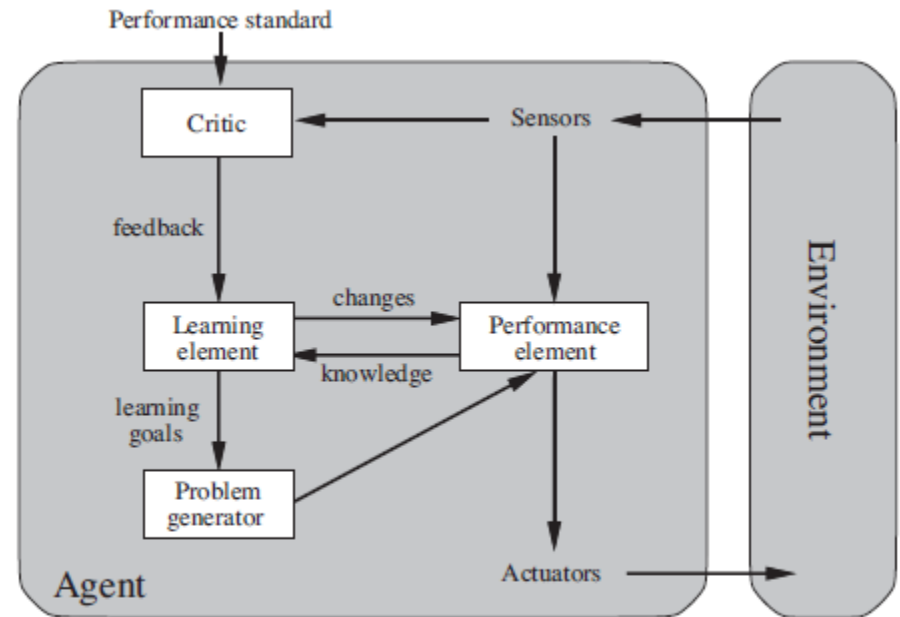 Performance standard
Critic
Sensors
feedback
changes
Learning
element
Performance
element
knowledge
learning
goals
Problem
generator
Agent
Actuators
Environment